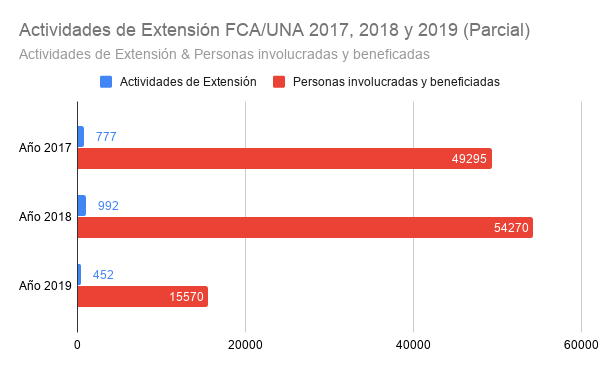 Actividades de Extensión FCA/UNA 2017, 2018 y 2019 (Parcial)
Actividades de Extensión & Personas involucradas y beneficadas
Actividades de Extensión Personas involucradas y beneficiadas
Año 2017 777 49295
Año 2018 992 54270
Año 2019 452 15570
0 20000 40000 60000